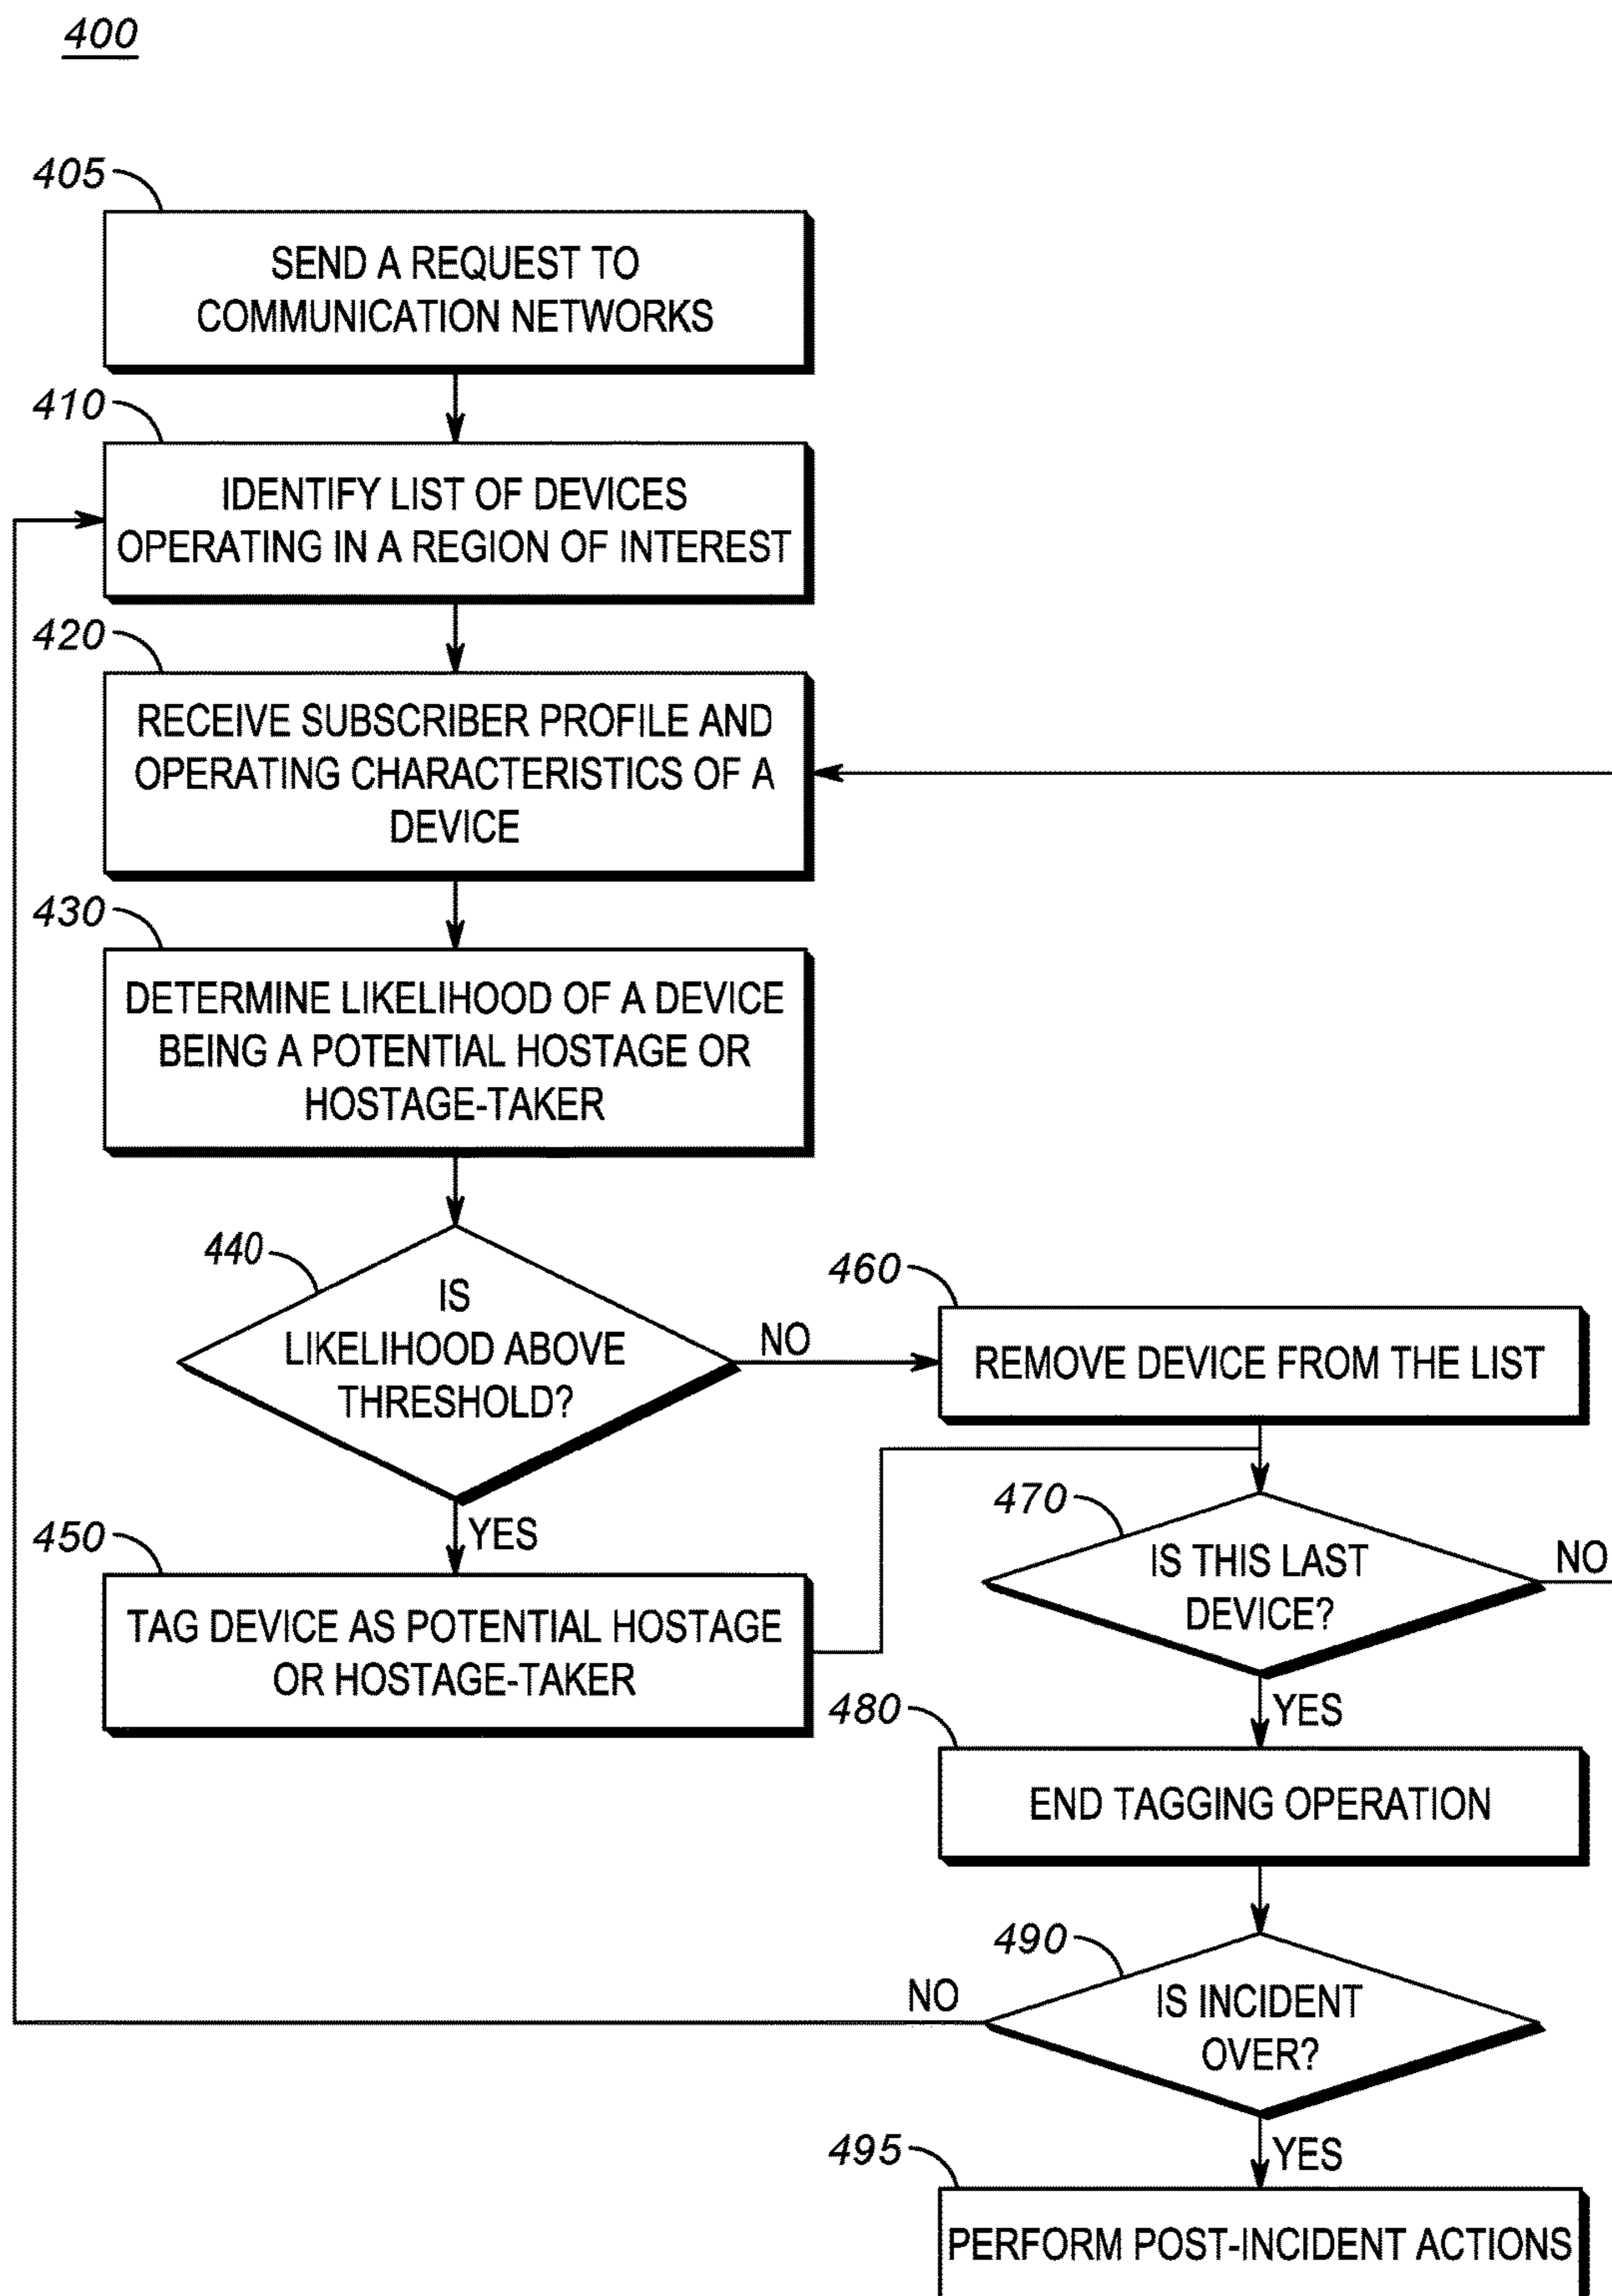 400
405
SEND A REQUEST TO
COMMUNICATION NETWORKS
410
IDENTIFY LIST OF DEVICES
OPERATING IN A REGION OF INTEREST
420
RECEIVE SUBSCRIBER PROFILE AND
OPERATING CHARACTERISTICS OF A
DEVICE
430
DETERMINE LIKELIHOOD OF A DEVICE
BEING A POTENTIAL HOSTAGE OR
HOSTAGE-TAKER
440
IS
LIKELIHOOD ABOVE
THRESHOLD?
NO
YES
450
TAG DEVICE AS POTENTIAL HOSTAGE
OR HOSTAGE-TAKER
460
REMOVE DEVICE FROM THE LIST
470
IS THIS LAST
DEVICE?
NO
YES
480
END TAGGING OPERATION
490
IS INCIDENT
OVER?
NO
YES
495
PERFORM POST-INCIDENT ACTIONS